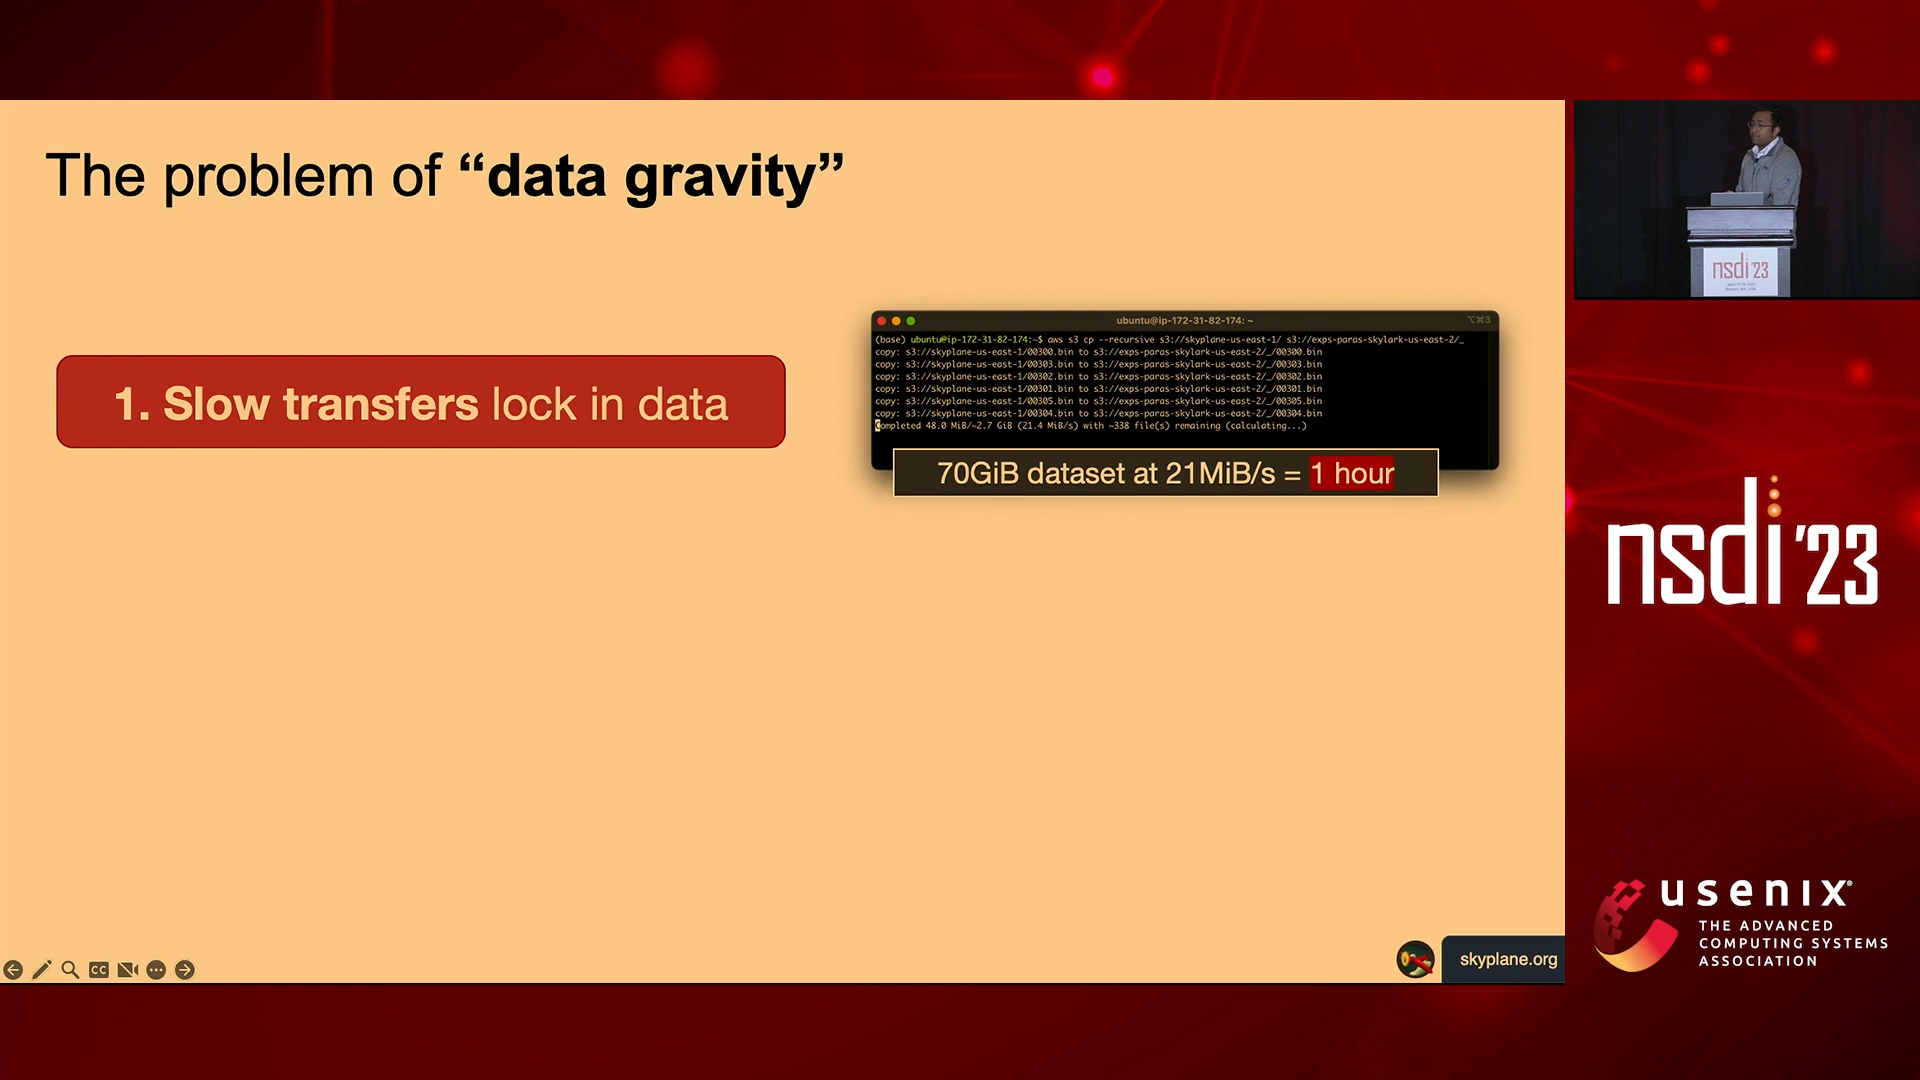 The problem of “data gravity”
1. Slow transfers lock in data
ubuntu@ip-172-31-82-174: ~
⌥⌘3
(base) ubuntu@ip-172-31-82-174:~$ aws s3 cp --recursive s3://skyplane-us-east-1/ s3://exps-paras-skylark-us-east-2/_
copy: s3://skyplane-us-east-1/00300.bin to s3://exps-paras-skylark-us-east-2/_/00300.bin
copy: s3://skyplane-us-east-1/00303.bin to s3://exps-paras-skylark-us-east-2/_/00303.bin
copy: s3://skyplane-us-east-1/00302.bin to s3://exps-paras-skylark-us-east-2/_/00302.bin
copy: s3://skyplane-us-east-1/00301.bin to s3://exps-paras-skylark-us-east-2/_/00301.bin
copy: s3://skyplane-us-east-1/00305.bin to s3://exps-paras-skylark-us-east-2/_/00305.bin
copy: s3://skyplane-us-east-1/00304.bin to s3://exps-paras-skylark-us-east-2/_/00304.bin
Completed 48.0 MiB/~2.7 GiB (21.4 MiB/s) with ~338 file(s) remaining (calculating...)
70GiB dataset at 21MiB/s = 1 hour
CC
skyplane.org
nsdi '23
nsdi '23
usenix®
THE ADVANCED
COMPUTING SYSTEMS
ASSOCIATION